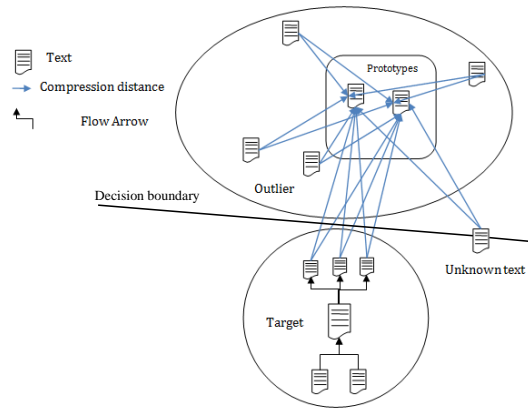 Text
Compression distance
Flow Arrow
Prototypes
Outlier
Decision boundary
Unknown text
Target